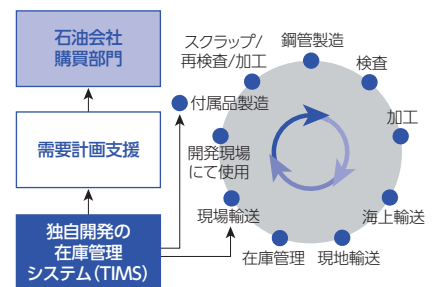 石油会社
購買部門
需要計画支援
独自開発の
在庫管理
システム(TIMS)
スクラップ/
再検査/加工
鋼管製造
検査
加工
海上輸送
現地輸送
在庫管理
現場輸送
開発現場
にて使用
付属品製造